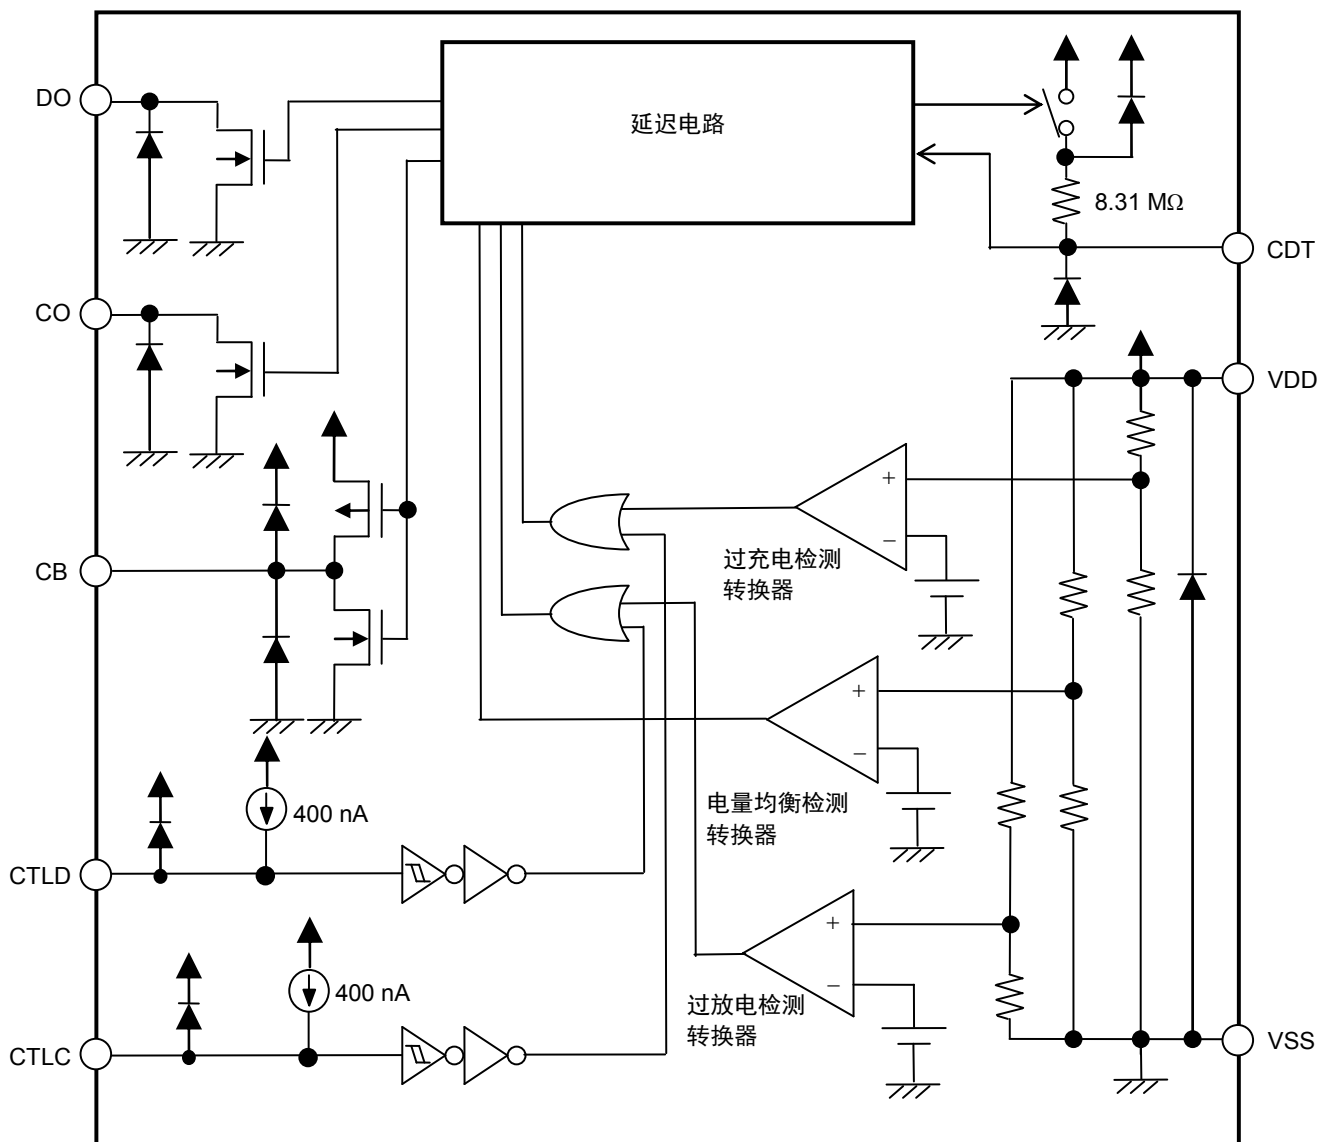 DO
延迟电路
8.31 MΩ
CDT
CO
VDD
+
−
过充电检测
转换器
CB
+
−
电量均衡检测
转换器
400 nA
CTLD
+
−
过放电检测
转换器
400 nA
CTLC
VSS